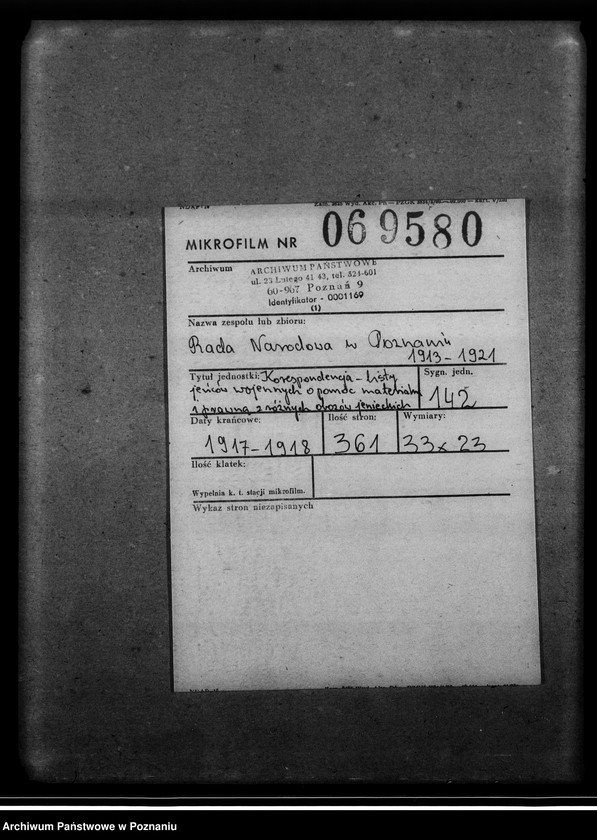 MIKROFILM NR 069580
Archiwum
ARCHIWUM PAŃSTWOWE
ul. 23 Lutego 41 43, tel. 524-601
60-967 Poznań 9
Identyfikator - 0001169
(1)
Nazwa zespołu lub zbioru:
Rada Narodowa w Poznaniu
1913-1921
Tytuł jednostki: Korespondencja - listy
jeńców wojennych o pomoc material
i prawną z różnych obozów jenieckich
Sygn. jedn.
142
Daty krańcowe:
1917-1918
Ilość stron:
361
Wymiary:
33x23
Ilość klatek:
Wypełnia k. t. stacji mikrofilm.
Wykaz stron niezapisanych
Archiwum Państwowe w Poznaniu